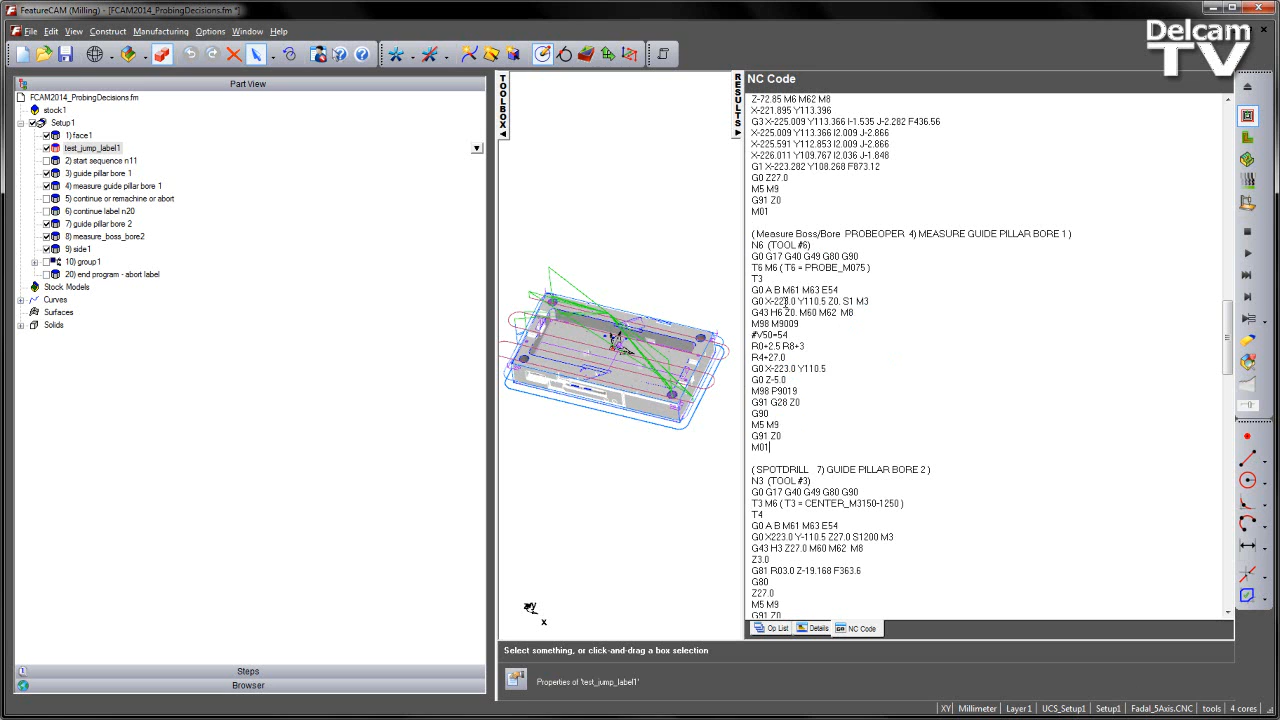 FeatureCAM (Milling) - [FCAM2014_ProbingDecisions.fm *]
File Edit View Construct Manufacturing Options Window Help
Delcam
TV
Part View
FCAM2014_ProbingDecisions.fm
stock1
Setup1
1) face1
test_jump_label1
2) start sequence n11
3) guide pillar bore 1
4) measure guide pillar bore 1
5) continue or remachine or abort
6) continue label n20
7) guide pillar bore 2
8) measure_boss_bore2
9) side1
10) group1
20) end program - abort label
Stock Models
Curves
Surfaces
Solids
Steps
Browser
TOOLBOX
RESULTS
x
NC Code
Z-72.85 M6 M62 M8
X-221.895 Y113.396
G3 X-225.009 Y113.366 I-1.535 J-2.282 F436.56
X-225.009 Y113.366 I2.009 J-2.866
X-225.591 Y112.853 I2.009 J-2.866
X-226.011 Y109.767 I2.036 J-1.848
G1 X-223.282 Y108.268 F873.12
G0 Z27.0
M5 M9
G91 Z0
M01
( Measure Boss/Bore PROBEOPER 4) MEASURE GUIDE PILLAR BORE 1 )
N6 (TOOL #6)
G0 G17 G40 G49 G80 G90
T6 M6 ( T6 = PROBE_M075 )
T3
G0 A B M61 M63 E54
G0 X-223.0 Y110.5 Z0. S1 M3
G43 H6 Z0. M60 M62 M8
M98 M9009
#V50=54
R0+2.5 R8+3
R4+27.0
G0 X-223.0 Y110.5
G0 Z-5.0
M98 P9019
G91 G28 Z0
G90
M5 M9
G91 Z0
M01
( SPOTDRILL 7) GUIDE PILLAR BORE 2 )
N3 (TOOL #3)
G0 G17 G40 G49 G80 G90
T3 M6 ( T3 = CENTER_M3150-1250 )
T4
G0 A B M61 M63 E54
G0 X223.0 Y-110.5 Z27.0 S1200 M3
G43 H3 Z27.0 M60 M62 M8
Z3.0
G81 R03.0 Z-19.168 F363.6
G80
Z27.0
M5 M9
G91 Z0
Op List Details NC Code
Select something, or click-and-drag a box selection
Properties of 'test_jump_label1'
XY Millimeter Layer1 UCS_Setup1 Setup1 Fadal_5Axis.CNC tools 4 cores